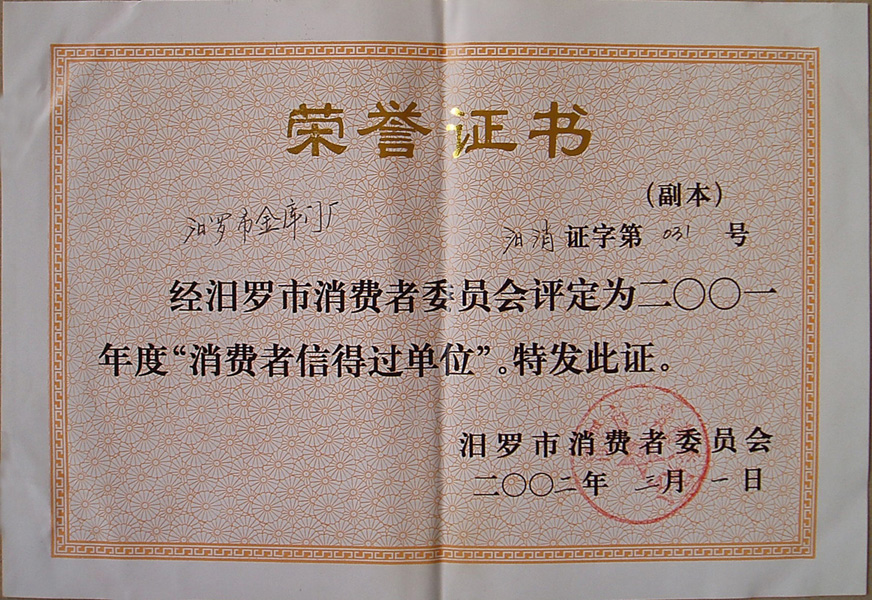 荣誉证书
（副本）
汨罗市金库门厂
汨消证字第031号
经汨罗市消费者委员会评定为二〇〇一
年度“消费者信得过单位”。特发此证。
汨罗市消费者委员会
二〇〇二年三月一日